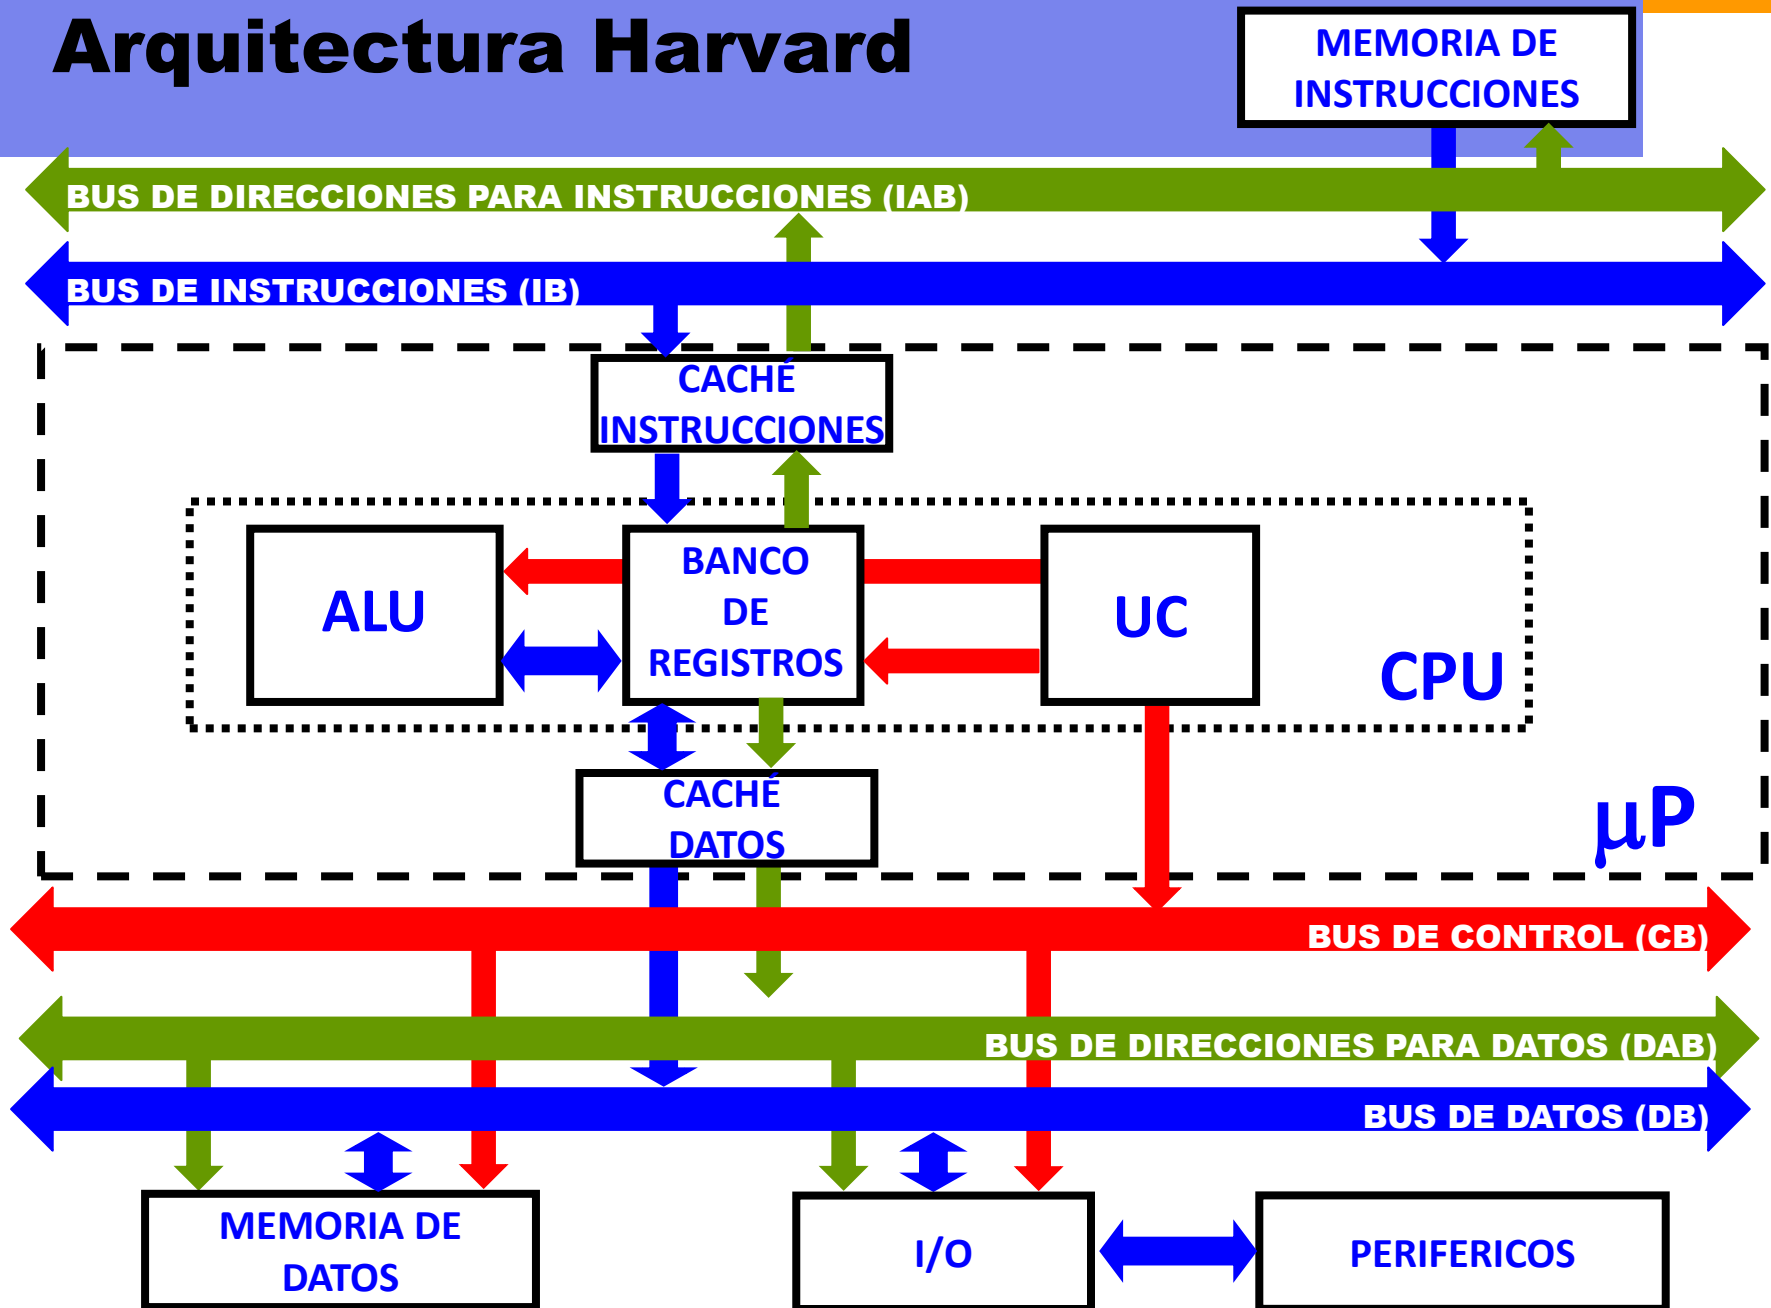 Arquitectura Harvard
MEMORIA DE
INSTRUCCIONES
BUS DE DIRECCIONES PARA INSTRUCCIONES (IAB)
BUS DE INSTRUCCIONES (IB)
CACHÉ
INSTRUCCIONES
ALU
BANCO
DE
REGISTROS
UC
CPU
CACHÉ
DATOS
µP
BUS DE CONTROL (CB)
BUS DE DIRECCIONES PARA DATOS (DAB)
BUS DE DATOS (DB)
MEMORIA DE
DATOS
I/O
PERIFERICOS